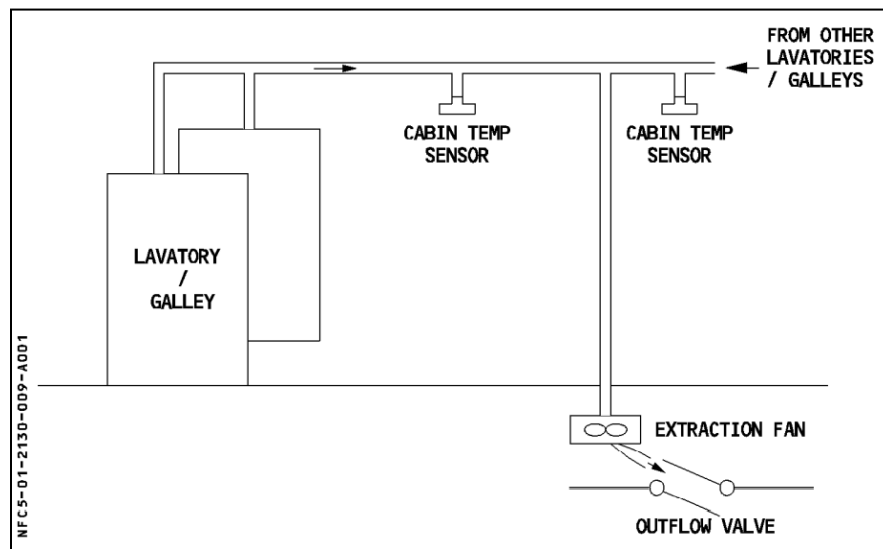 FROM OTHER
LAVATORIES
/ GALLEYS
CABIN TEMP
SENSOR
CABIN TEMP
SENSOR
LAVATORY
/
GALLEY
EXTRACTION FAN
OUTFLOW VALVE
NFC5-01-2130-009-A001